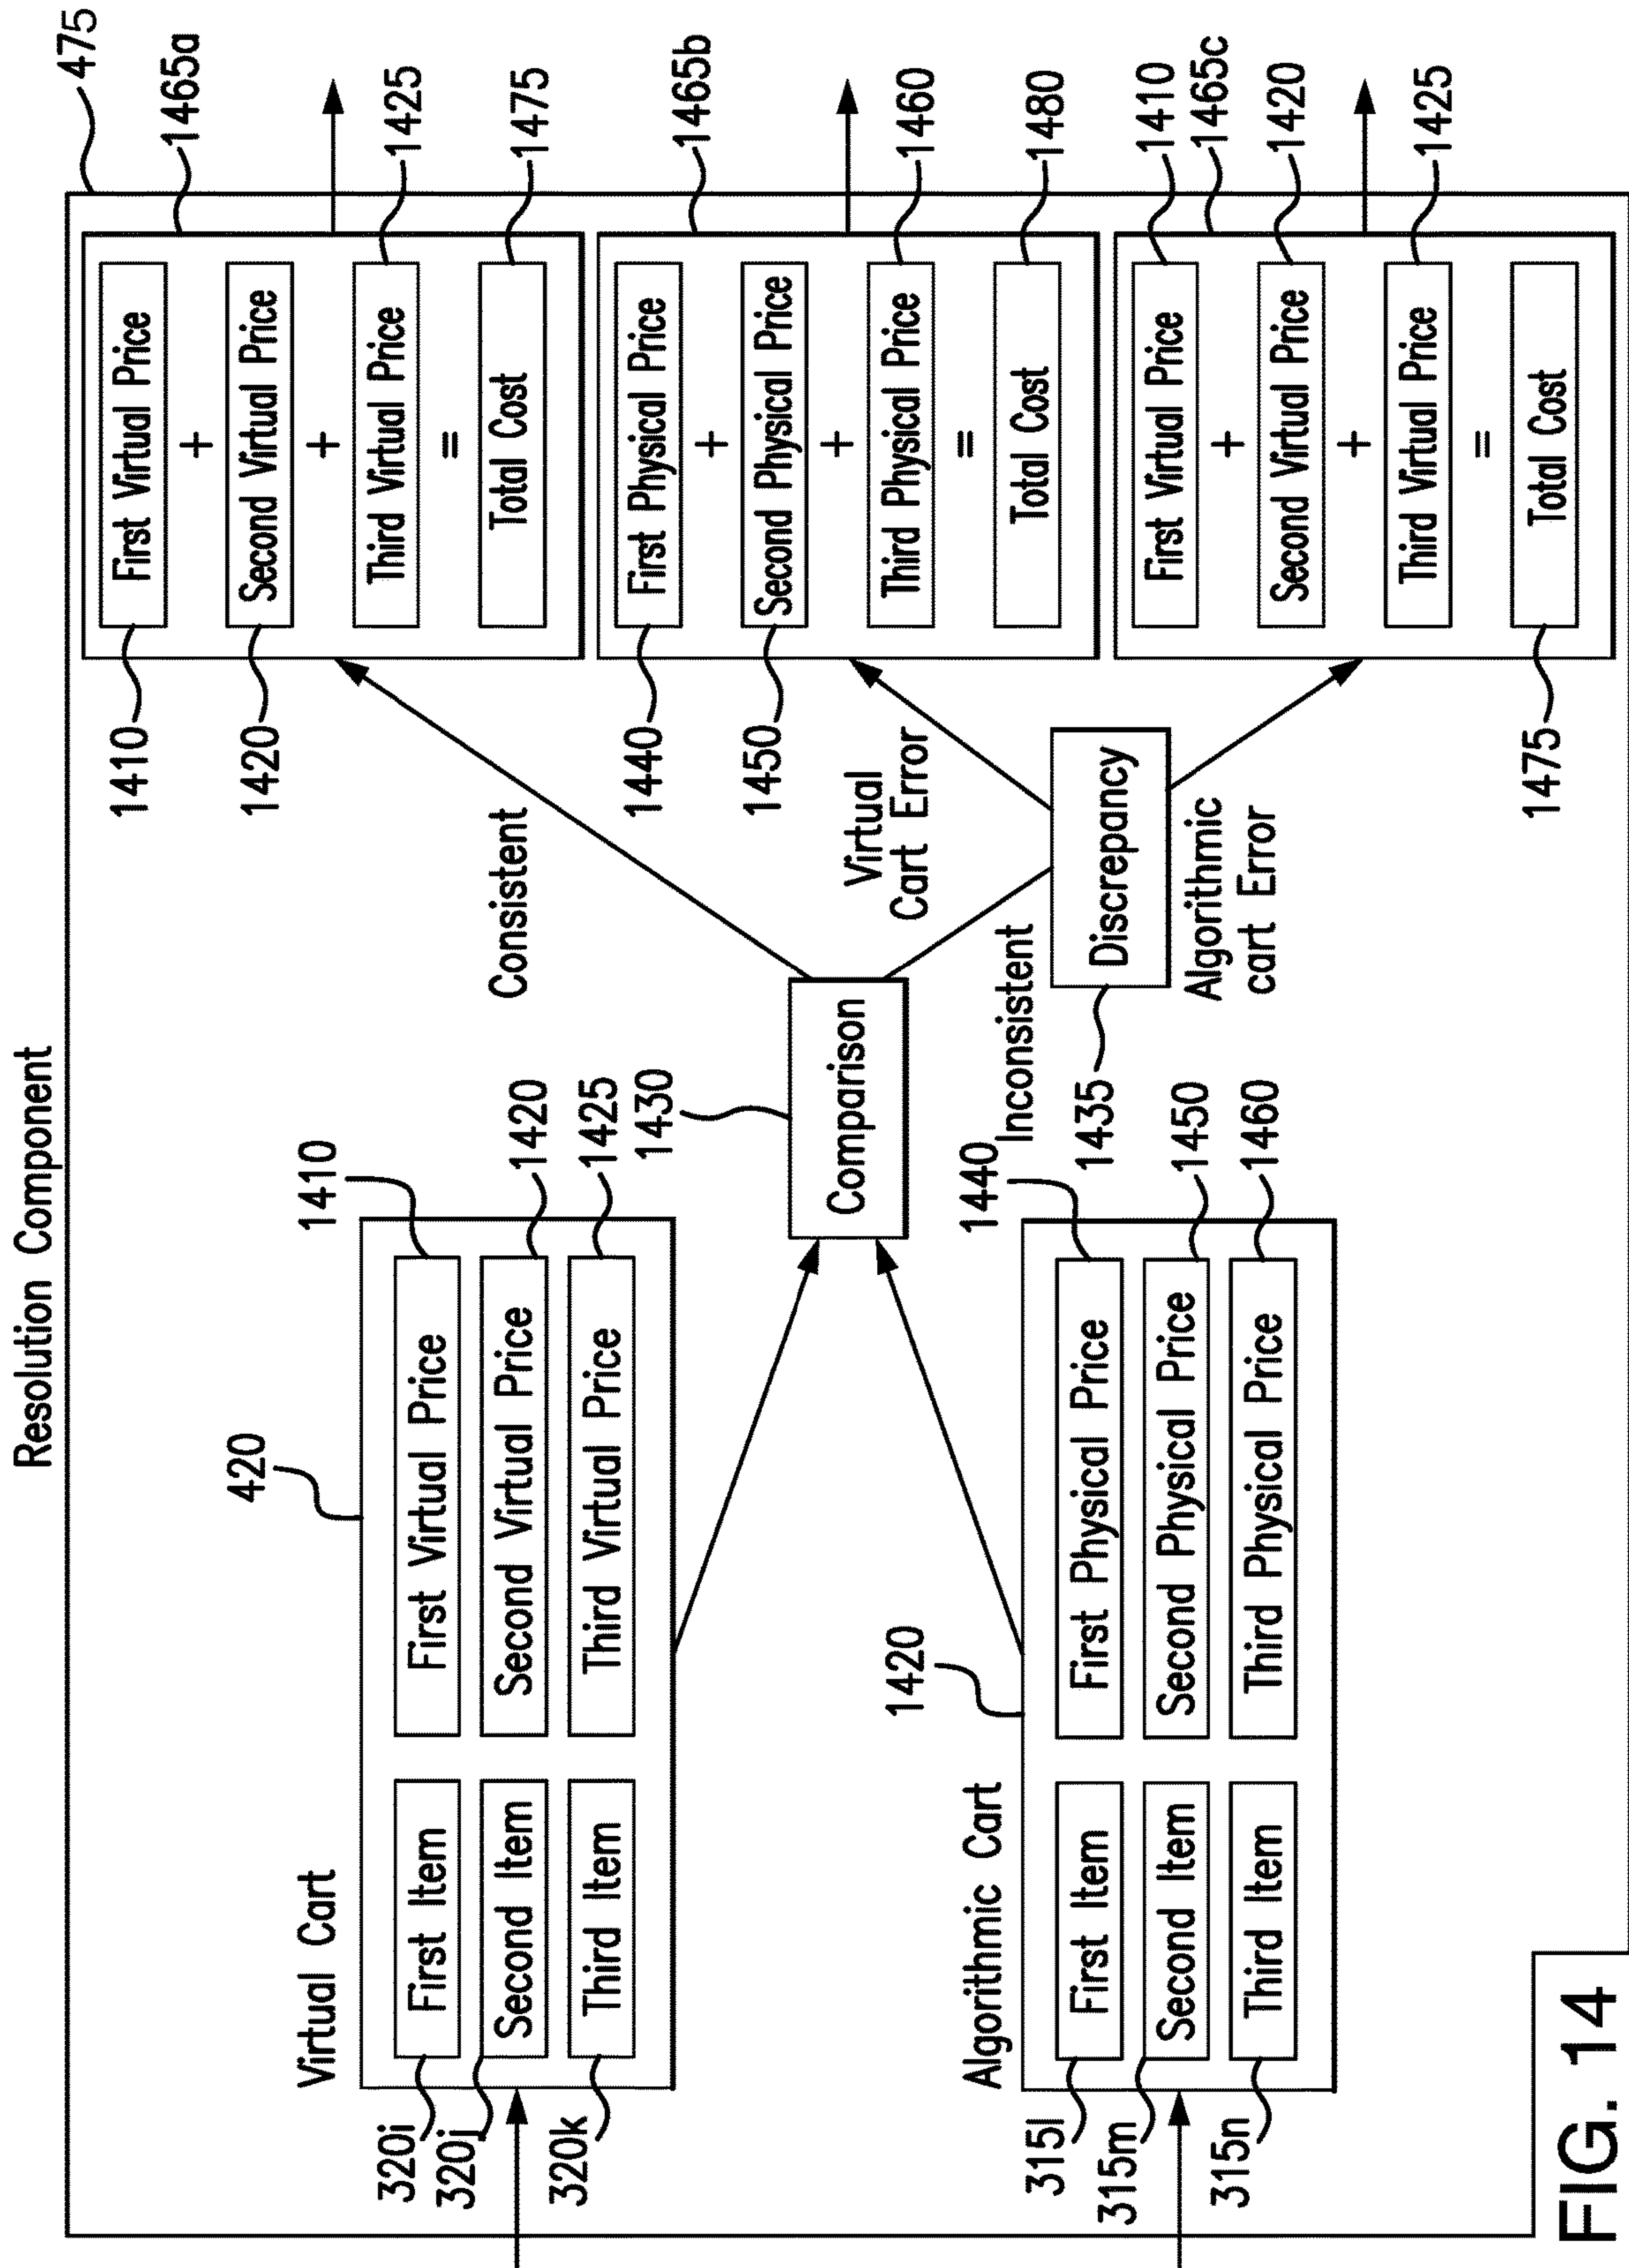 Resolution Component
475
Virtual Cart
420
320i
First Item
First Virtual Price
1410
320j
Second Item
Second Virtual Price
1420
320k
Third Item
Third Virtual Price
1425
Algorithmic Cart
1420
315l
First Item
First Physical Price
1440
315m
Second Item
Second Physical Price
1450
315n
Third Item
Third Physical Price
1460
1430
Comparison
Consistent
Inconsistent
1435
Discrepancy
Virtual
Cart Error
Algorithmic
cart Error
1465a
1410
First Virtual Price
+
1420
Second Virtual Price
+
Third Virtual Price
1425
=
Total Cost
1475
1465b
1440
First Physical Price
+
1450
Second Physical Price
+
Third Physical Price
1460
=
Total Cost
1480
1465c
First Virtual Price
1410
+
Second Virtual Price
1420
+
Third Virtual Price
1425
=
1475
Total Cost
FIG. 14